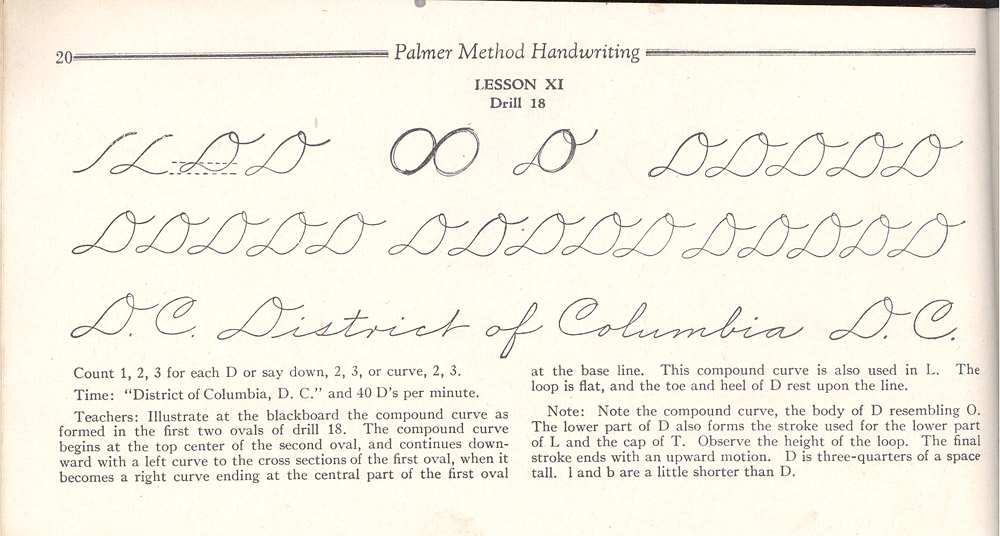 20 Palmer Method Handwriting
LESSON XI
Drill 18
D D D DDDDD
DDDDD DDDDD DDDDD
D.C. District of Columbia D.C.
Count 1, 2, 3 for each D or say down, 2, 3, or curve, 2, 3.
Time: "District of Columbia, D. C." and 40 D's per minute.
Teachers: Illustrate at the blackboard the compound curve as
formed in the first two ovals of drill 18. The compound curve
begins at the top center of the second oval, and continues down-
ward with a left curve to the cross sections of the first oval, when it
becomes a right curve ending at the central part of the first oval
at the base line. This compound curve is also used in L. The
loop is flat, and the toe and heel of D rest upon the line.
Note: Note the compound curve, the body of D resembling O.
The lower part of D also forms the stroke used for the lower part
of L and the cap of T. Observe the height of the loop. The final
stroke ends with an upward motion. D is three-quarters of a space
tall. l and b are a little shorter than D.